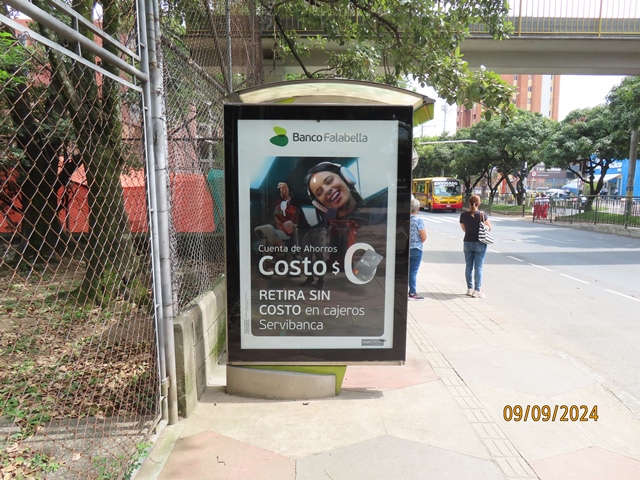 Banco Falabella
Cuenta de Ahorros
Costo $0
RETIRA SIN
COSTO en cajeros
Servibanca
09/09/2024